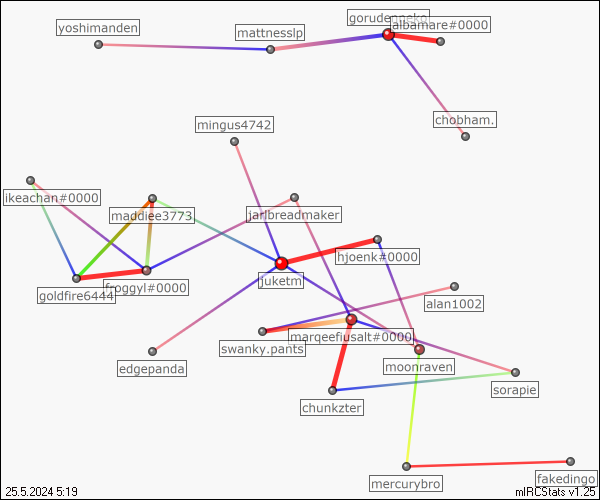 yoshimanden
mattnesslp
albamare#0000
chobham.
mingus4742
ikeachan#0000
maddiee3773
jarlbreadmaker
hjoenk#0000
goldfire6444
froggyl#0000
juketm
alan1002
swanky.pants
marqeefiusalt#0000
moonraven
edgepanda
sorapie
chunkzter
mercurybro
fakedingo
25.5.2024 5:19
mIRCStats v1.25